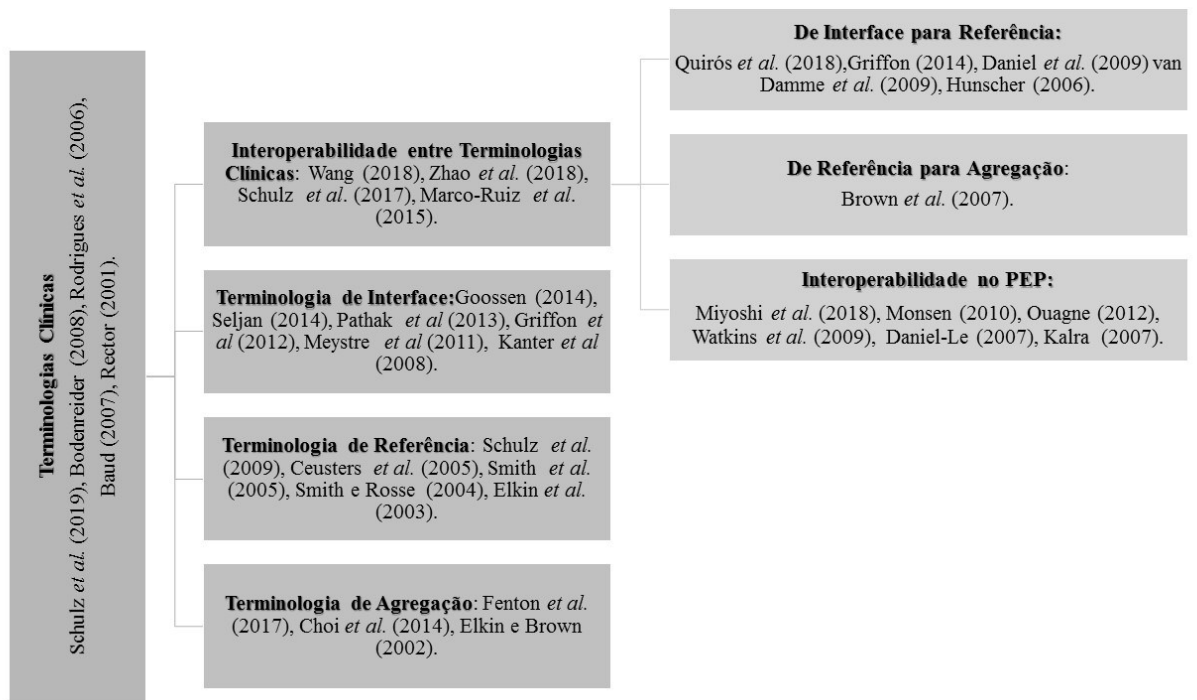 Terminologias Clínicas
Schulz et al. (2019), Bodenreider (2008), Rodrigues et al. (2006),
Baud (2007), Rector (2001).
Interoperabilidade entre Terminologias
Clínicas: Wang (2018), Zhao et al. (2018),
Schulz et al. (2017), Marco-Ruiz et al.
(2015).
Terminologia de Interface:Goossen (2014),
Seljan (2014), Pathak et al (2013), Griffon et
al (2012), Meystre et al (2011), Kanter et al
(2008).
Terminologia de Referência: Schulz et al.
(2009), Ceusters et al. (2005), Smith et al.
(2005), Smith e Rosse (2004), Elkin et al.
(2003).
Terminologia de Agregação: Fenton et al.
(2017), Choi et al. (2014), Elkin e Brown
(2002).
De Interface para Referência:
Quirós et al. (2018),Griffon (2014), Daniel et al. (2009) van
Damme et al. (2009), Hunscher (2006).
De Referência para Agregação:
Brown et al. (2007).
Interoperabilidade no PEP:
Miyoshi et al. (2018), Monsen (2010), Ouagne (2012),
Watkins et al. (2009), Daniel-Le (2007), Kalra (2007).